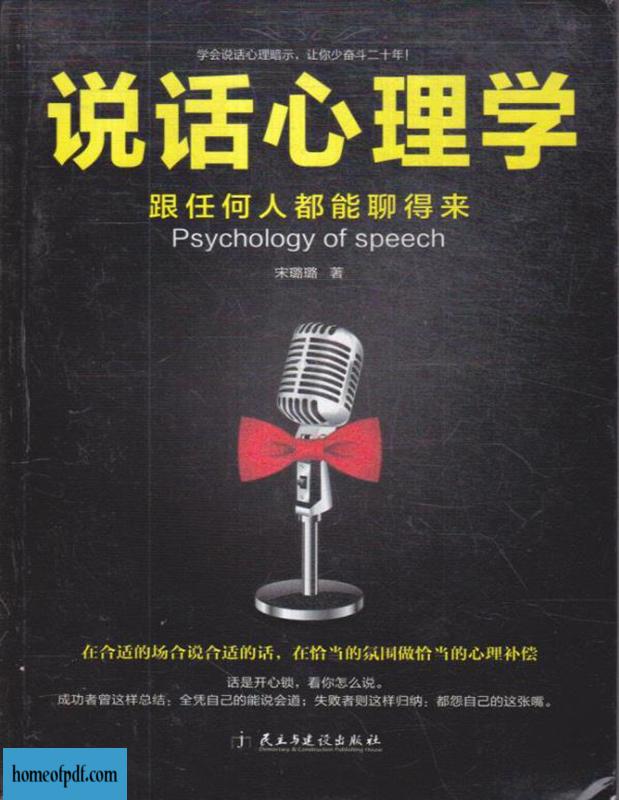 学会说话心理暗示，让你少奋斗二十年！
说话心理学
跟任何人都能聊得来
Psychology of speech
宋璐璐 著
在合适的场合说合适的话，在恰当的氛围做恰当的心理补偿
话是开心锁，看你怎么说。
成功者曾这样总结：全凭自己的能说会道；失败者则这样归纳：都怨自己的这张嘴。
民主与建设出版社
Democracy & Construction Publishing House
homeofpdf.com